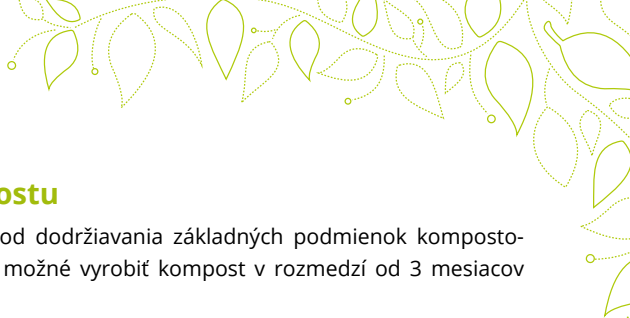 ostu
od dodržiavania základných podmienok komposto-
možné vyrobiť kompost v rozmedzí od 3 mesiacov